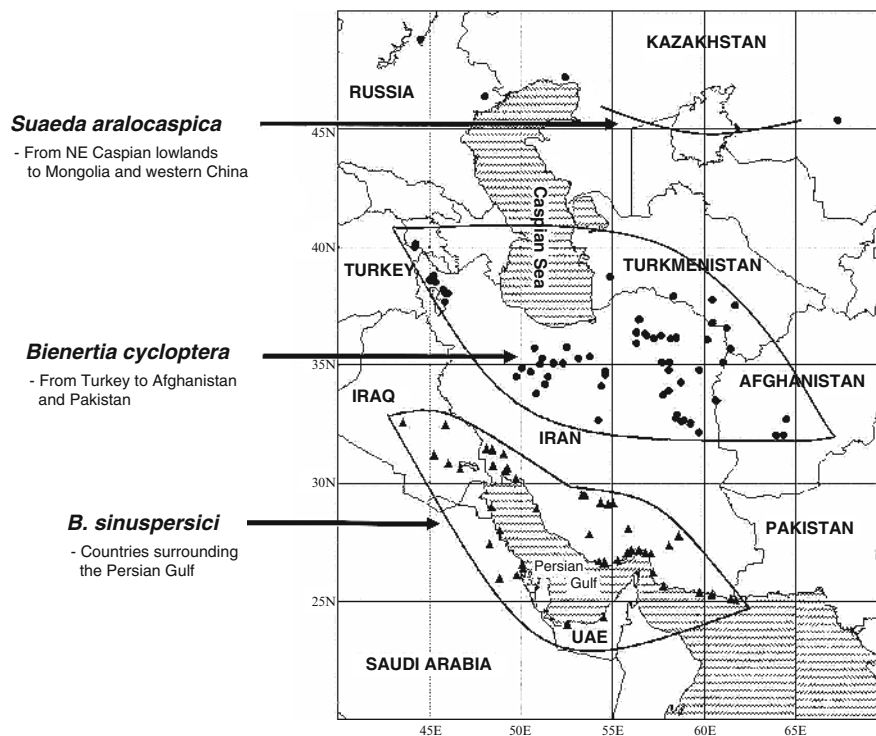 KAZAKHSTAN
RUSSIA
Suaeda aralocaspica
- From NE Caspian lowlands
to Mongolia and western China
45N
Caspian Sea
40N
TURKEY
TURKMENISTAN
Bienertia cycloptera
- From Turkey to Afghanistan
and Pakistan
35N
AFGHANISTAN
IRAQ
IRAN
30N
B. sinuspersici
- Countries surrounding
the Persian Gulf
PAKISTAN
Persian
Gulf
25N
UAE
SAUDI ARABIA
45E 50E 55E 60E 65E